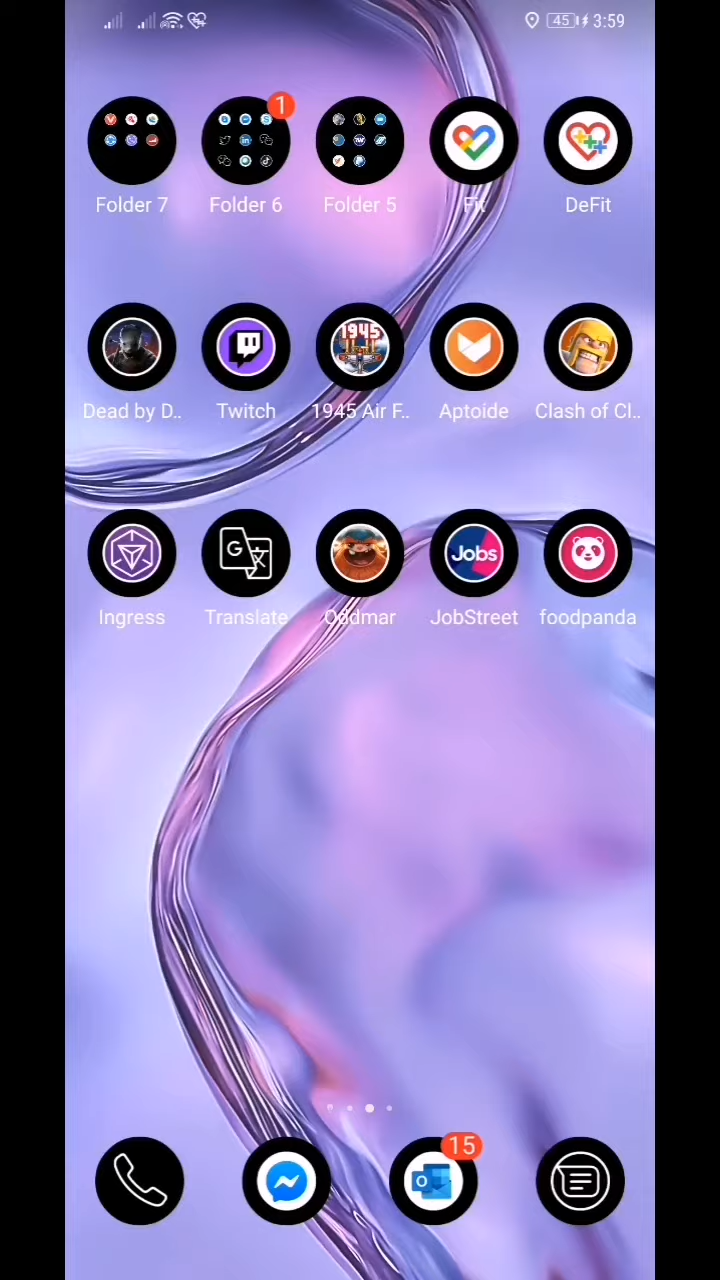 45 3:59
1
Folder 7 Folder 6 Folder 5 Fit DeFit
1945
Dead by D.. Twitch 1945 Air F.. Aptoide Clash of Cl..
G Jobs
Ingress Translate Oddmar JobStreet foodpanda
15
O